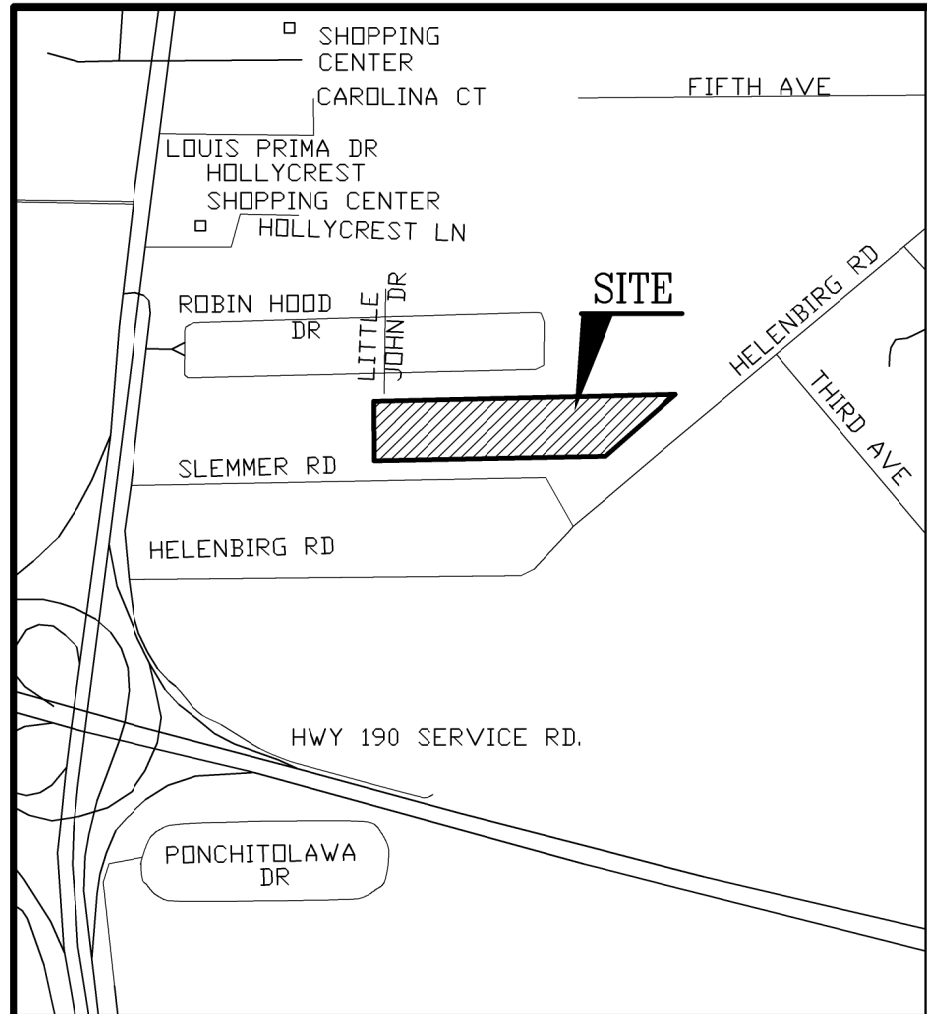 SHOPPING
CENTER
CAROLINA CT
FIFTH AVE
LOUIS PRIMA DR
HOLLYCREST
SHOPPING CENTER
HOLLYCREST LN
ROBIN HOOD
DR
LITTLE
JOHN DR
SITE
HELENBIRG RD
THIRD AVE
SLEMMER RD
HELENBIRG RD
HWY 190 SERVICE RD.
PONCHITOLAWA
DR